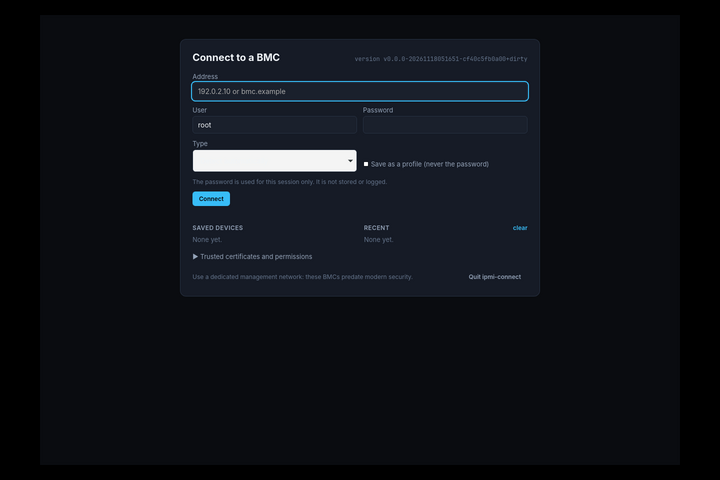 Connect to a BMC
version v0.0.0-20261118051651-cf40c5fb0a00+dirty
Address
192.0.2.10 or bmc.example
User
Password
root
Type
Save as a profile (never the password)
The password is used for this session only. It is not stored or logged.
Connect
SAVED DEVICES
RECENT
clear
None yet.
None yet.
Trusted certificates and permissions
Use a dedicated management network: these BMCs predate modern security.
Quit ipmi-connect